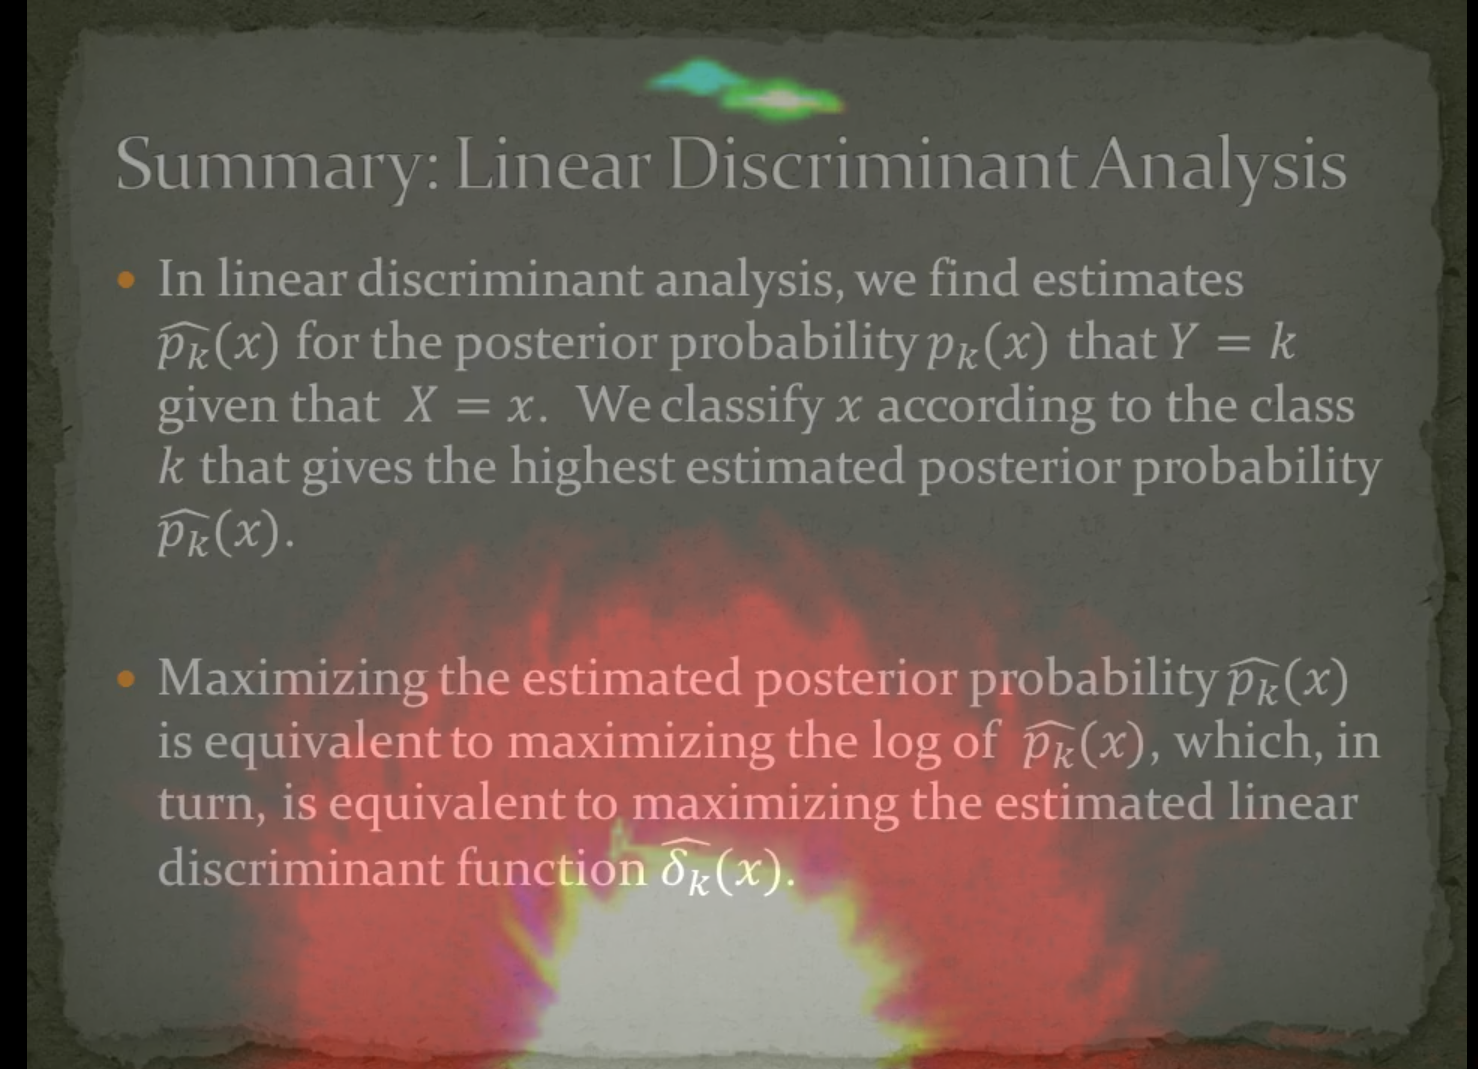 Summary: Linear Discriminant Analysis
• In linear discriminant analysis, we find estimates
$\widehat{p_k}(x)$ for the posterior probability $p_k(x)$ that $Y = k$
given that $X = x$. We classify $x$ according to the class
$k$ that gives the highest estimated posterior probability
$\widehat{p_k}(x)$.
• Maximizing the estimated posterior probability $\widehat{p_k}(x)$
is equivalent to maximizing the log of $\widehat{p_k}(x)$, which, in
turn, is equivalent to maximizing the estimated linear
discriminant function $\widehat{\delta_k}(x)$.